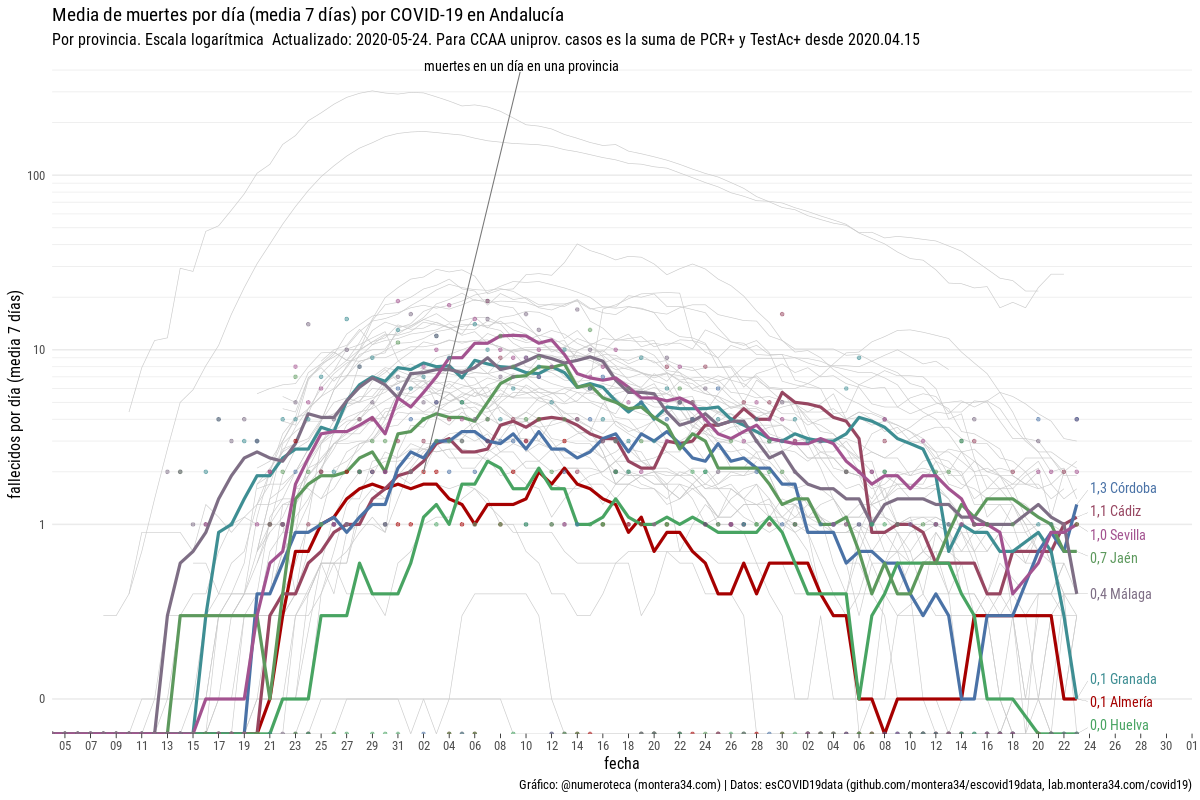 Media de muertes por día (media 7 días) por COVID-19 en Andalucía
Por provincia. Escala logarítmica  Actualizado: 2020-05-24. Para CCAA uniprov. casos es la suma de PCR+ y TestAc+ desde 2020.04.15
muertes en un día en una provincia
fallecidos por día (media  7 días)
100
10
1
0
1,3 Córdoba
1,1 Cádiz
1,0 Sevilla
0,7 Jaén
0,4 Málaga
0,1 Granada
0,1 Almería
0,0 Huelva
05 07 09 11 13 15 17 19 21 23 25 27 29 31 02 04 06 08 10 12 14 16 18 20 22 24 26 28 30 02 04 06 08 10 12 14 16 18 20 22 24 26 28 30 01
fecha
Gráfico: @numeroteca (montera34.com) | Datos: esCOVID19data (github.com/montera34/escovid19data, lab.montera34.com/covid19)